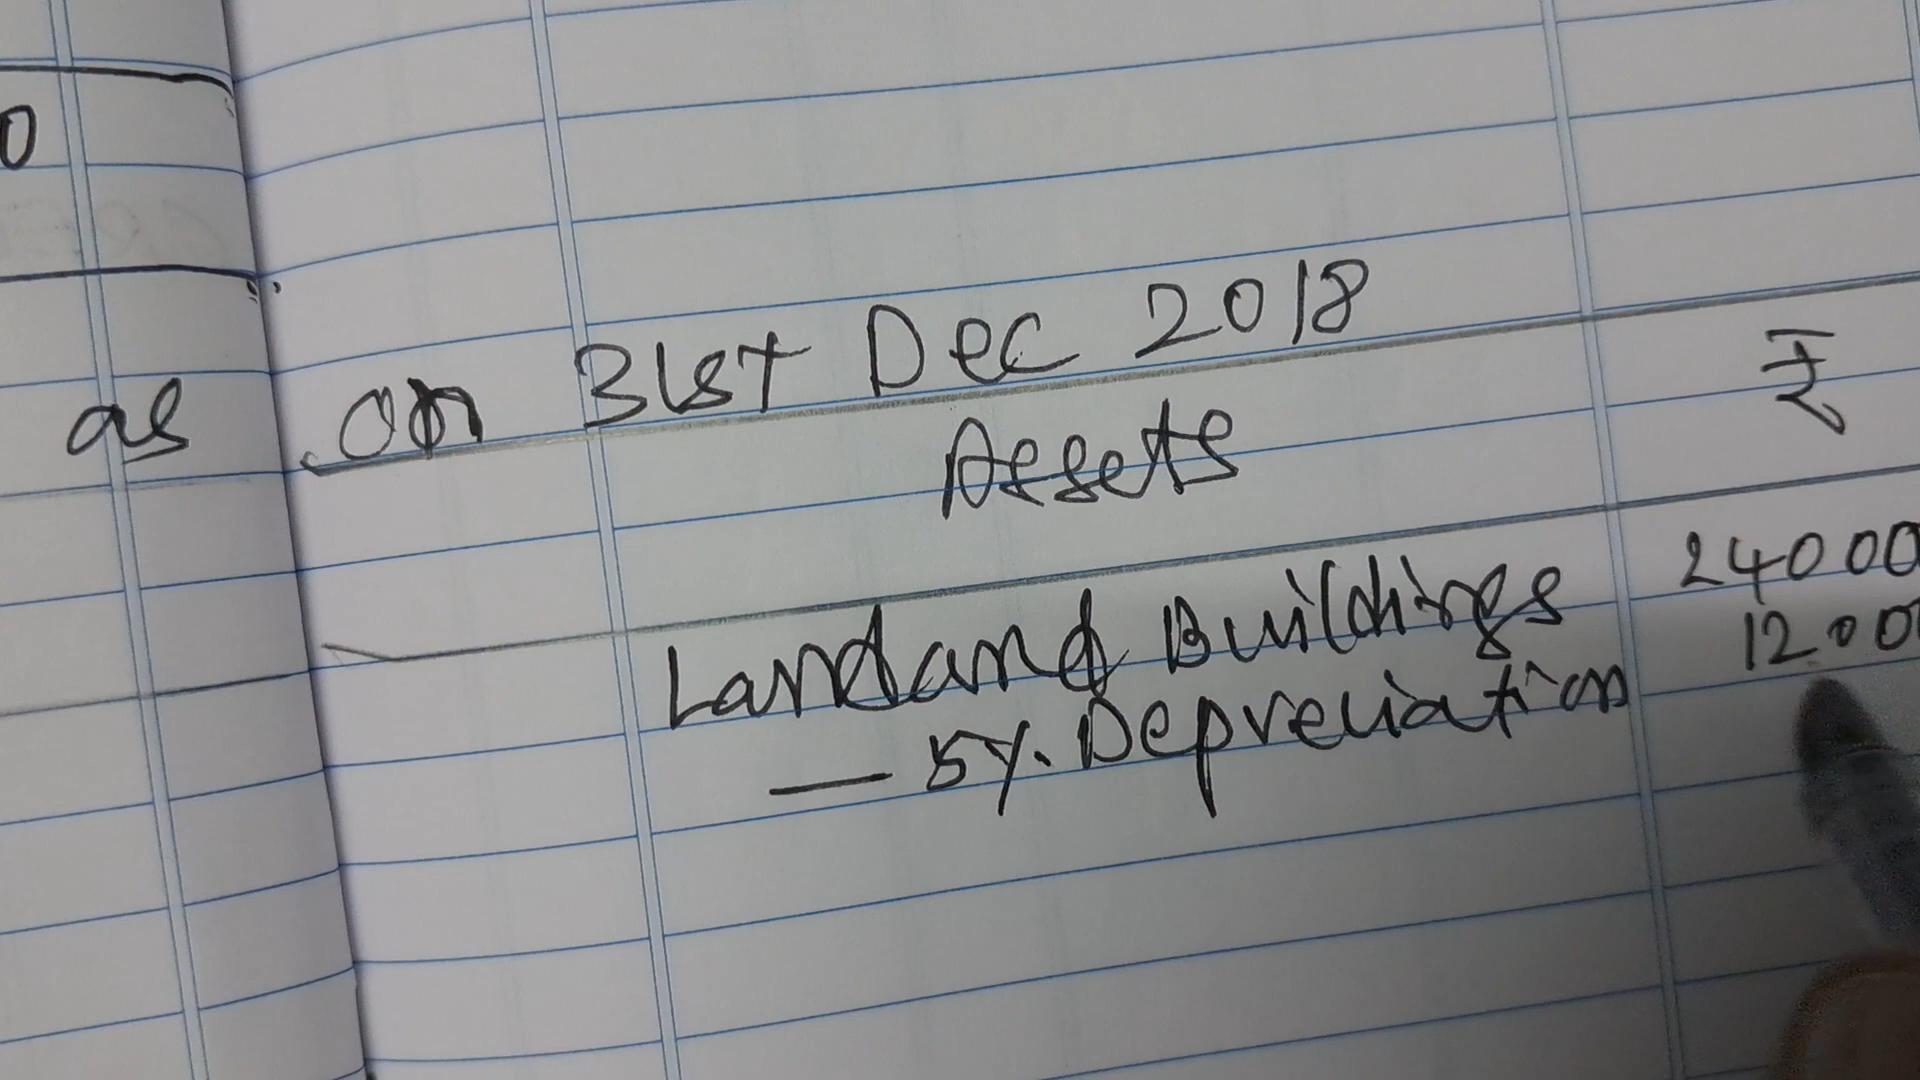 0
as on 31st Dec 2018
Assets ₹
Land and Buildings 24000
- 5%. Depreciation 1200